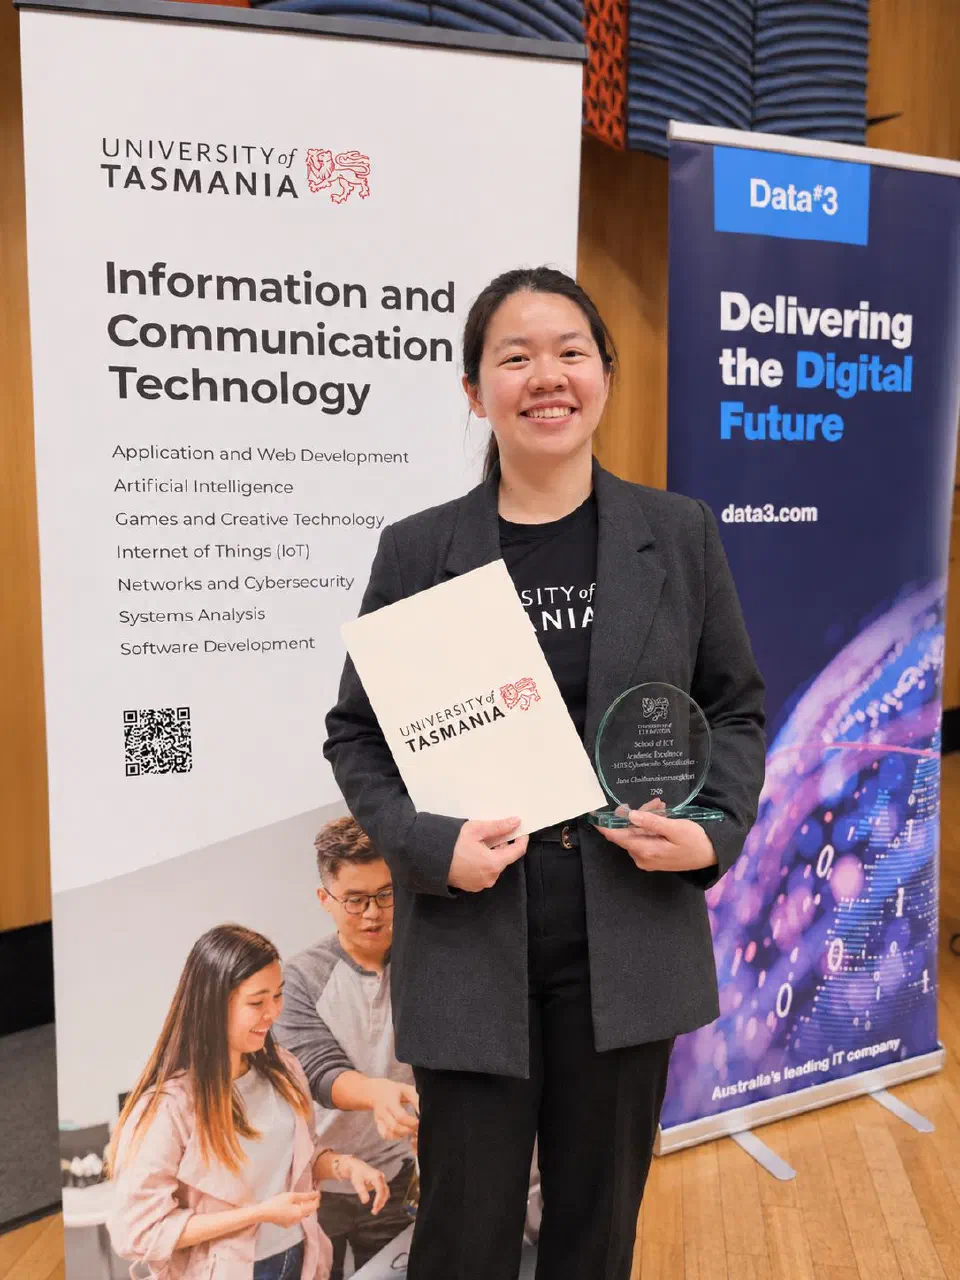 UNIVERSITY of
TASMANIA
Information and
Communication
Technology
Application and Web Development
Artificial Intelligence
Games and Creative Technology
Internet of Things (IoT)
Networks and Cybersecurity
Systems Analysis
Software Development
Data#3
Delivering
the Digital
Future
data3.com
Australia's leading IT company
SITY of
ANIA
UNIVERSITY of
TASMANIA
School of ICT
Academic Excellence